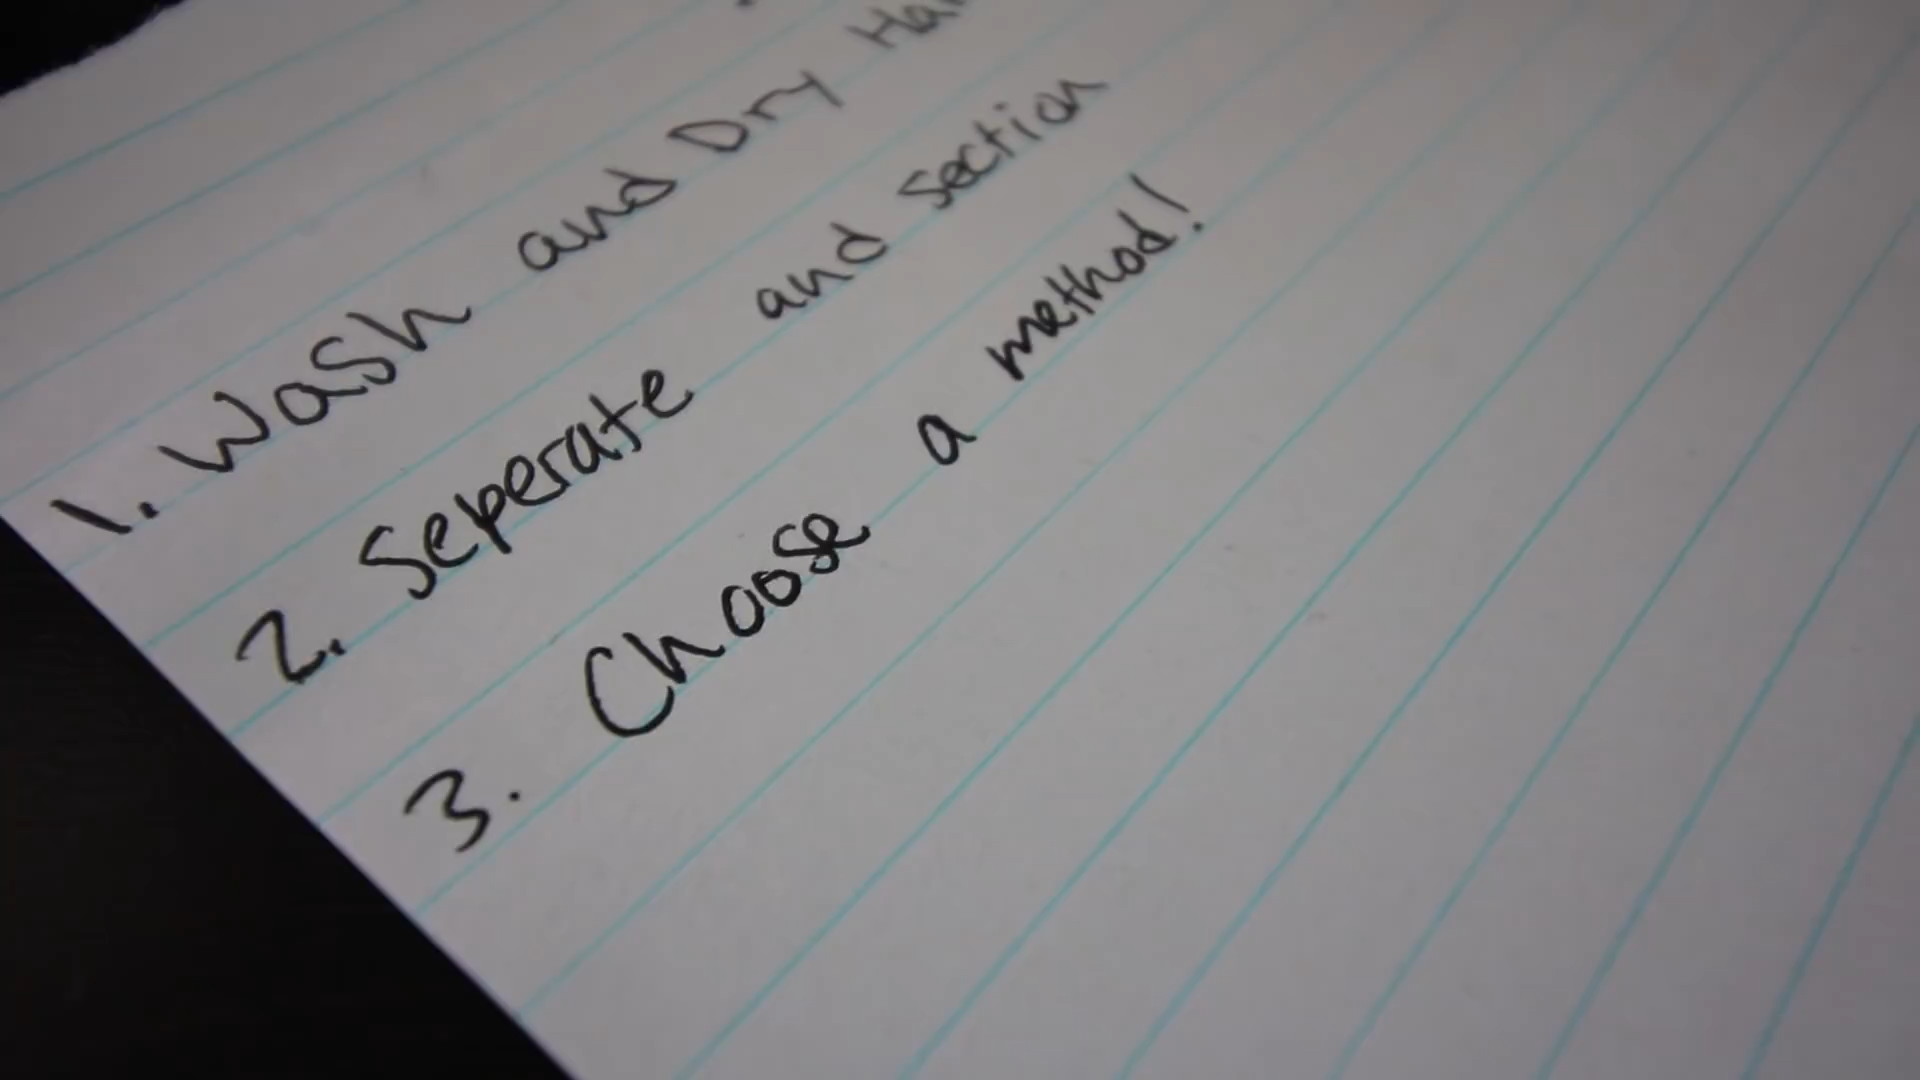 1. Wash and Dry
2. Seperate and section
3. Choose a method!